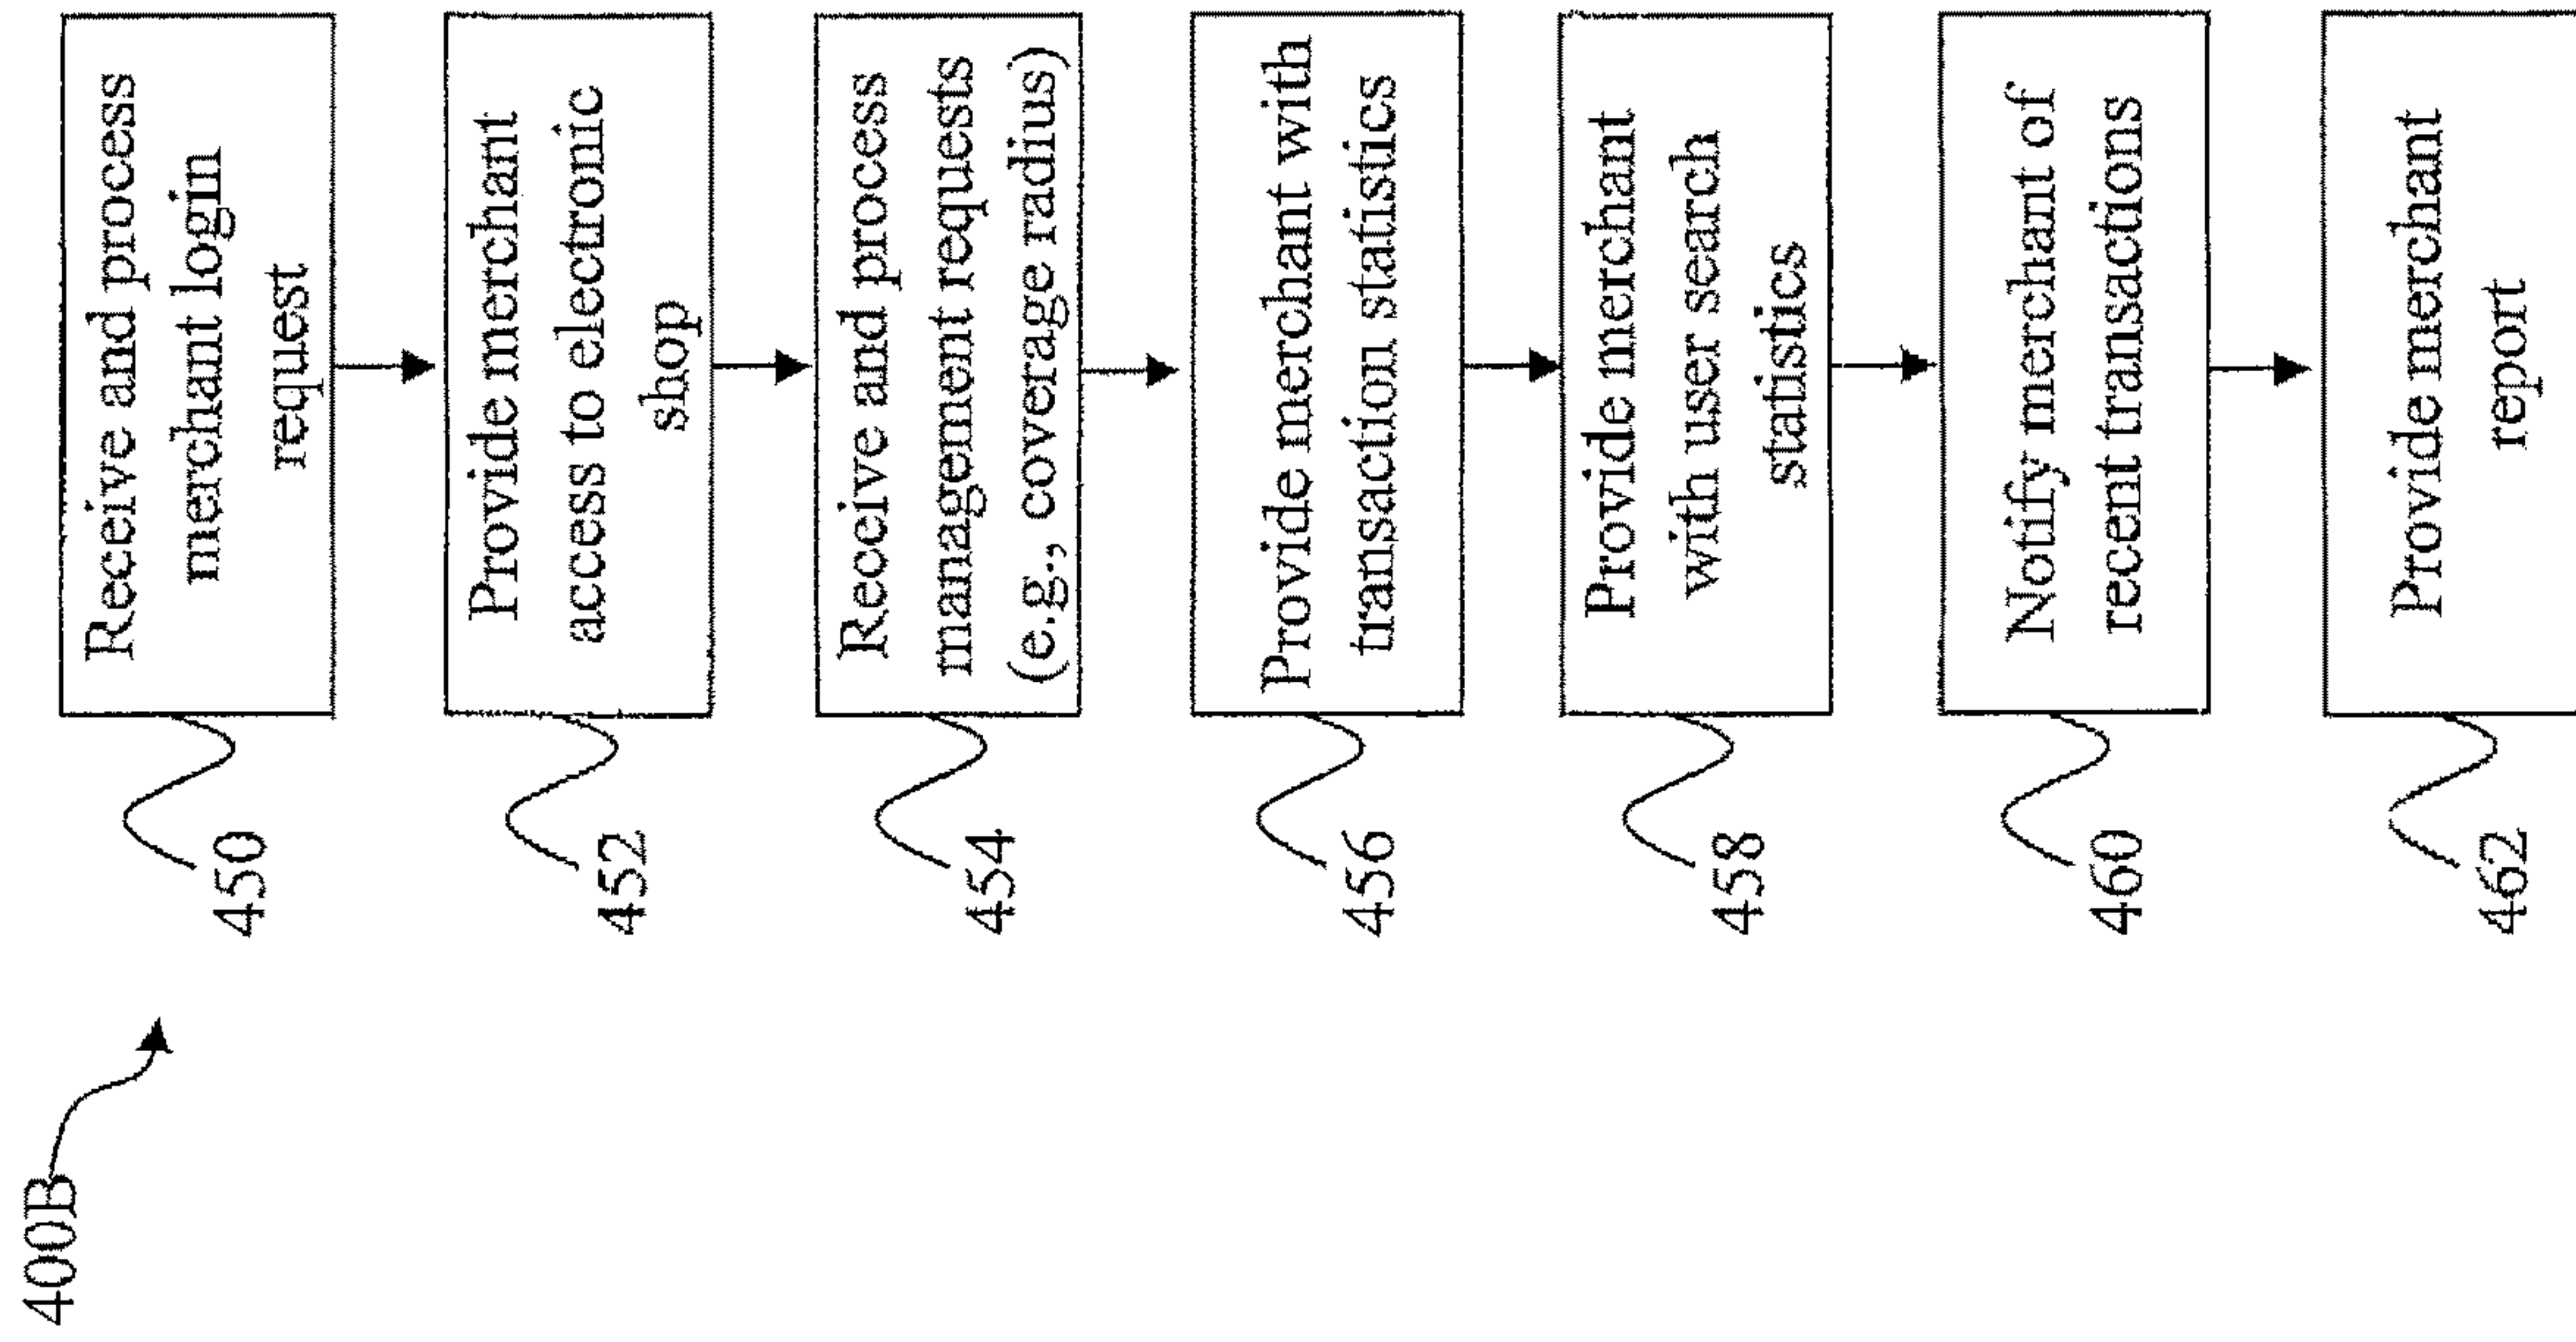 400B
450
Receive and process
merchant login
request
452
Provide merchant
access to electronic
shop
454
Receive and process
management requests
(e.g., coverage radius)
456
Provide merchant with
transaction statistics
458
Provide merchant
with user search
statistics
460
Notify merchant of
recent transactions
462
Provide merchant
report